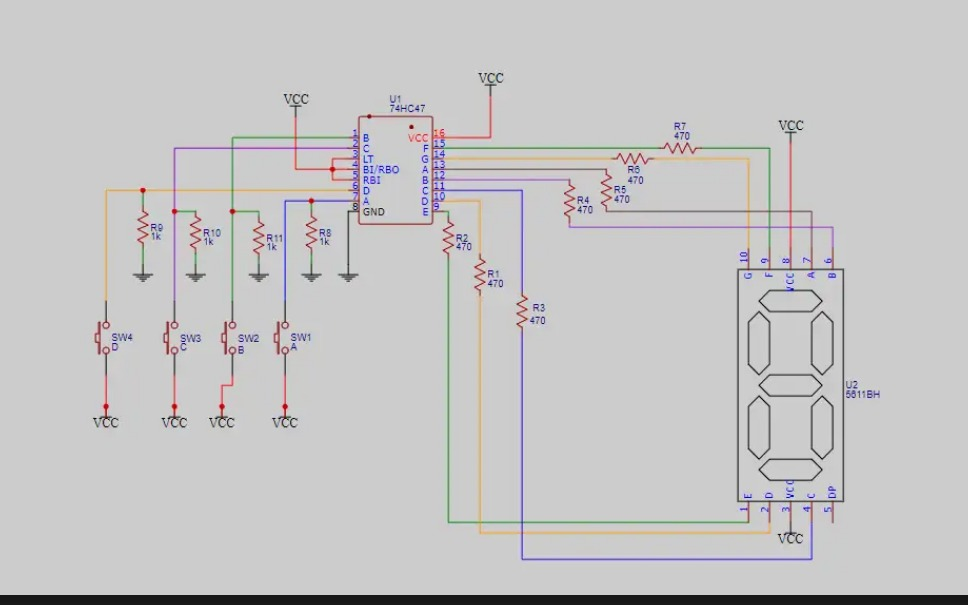 VCC
VCC
VCC
U1
74HC47
1 B
2 C
3 LT
4 BI/RBO
5 RBI
6 D
7 A
8 GND
VCC 16
F 15
G 14
A 13
B 12
C 11
D 10
E 9
R7
470
R6
470
R5
470
R4
470
R9
1k
R10
1k
R11
1k
R8
1k
R2
470
R1
470
R3
470
SW4
D
SW3
C
SW2
B
SW1
A
VCC
VCC
VCC
VCC
10 9 8 7 6
G F VCC A B
U2
5611BH
E D VCC C DP
1 2 3 4 5
VCC